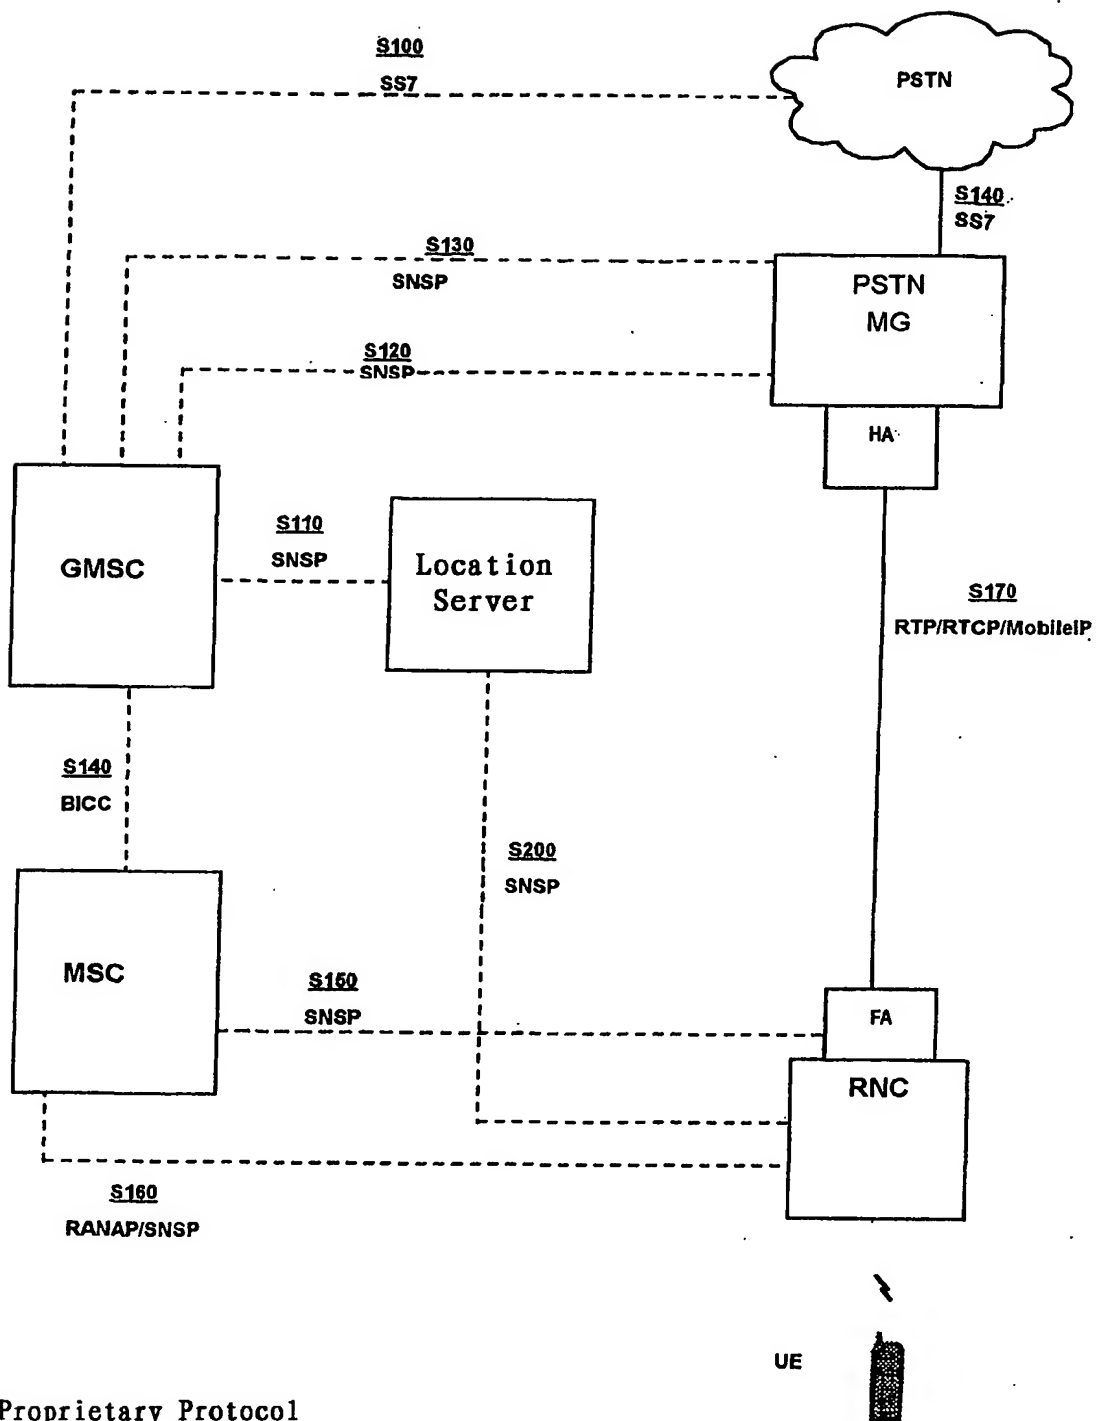 S100
SS7
PSTN
S140
SS7
S130
SNSP
PSTN
MG
S120
SNSP
HA
S110
SNSP
GMSC
Location
Server
S170
RTP/RTCP/MobileIP
S140
BICC
S200
SNSP
MSC
S150
SNSP
FA
RNC
S160
RANAP/SNSP
UE
Proprietary Protocol